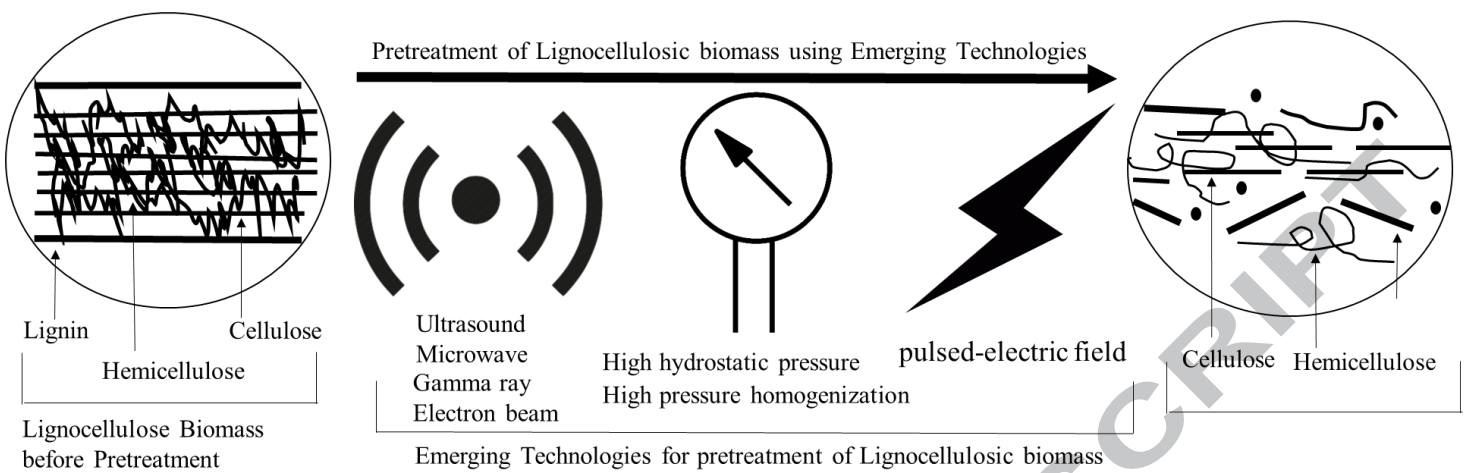 Pretreatment of Lignocellulosic biomass using Emerging Technologies
Lignin
Cellulose
Hemicellulose
Lignocellulose Biomass
before Pretreatment
Ultrasound
Microwave
Gamma ray
Electron beam
High hydrostatic pressure
High pressure homogenization
pulsed-electric field
Emerging Technologies for pretreatment of Lignocellulosic biomass
Cellulose
Hemicellulose
CRIPT